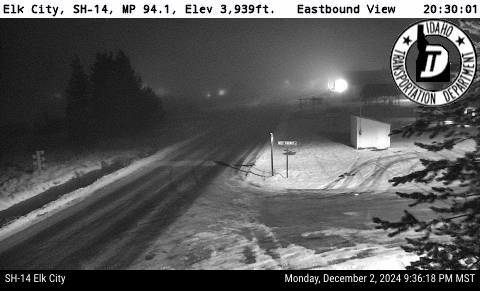 Elk City, SH-14, MP 94.1, Elev 3,939ft. Eastbound View 20:30:01
IDAHO
TRANSPORTATION DEPARTMENT
SH-14 Elk City Monday, December 2, 2024 9:36:18 PM MST